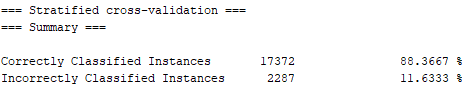 === Stratified cross-validation ===
=== Summary ===
Correctly Classified Instances 17372 88.3667 %
Incorrectly Classified Instances 2287 11.6333 %